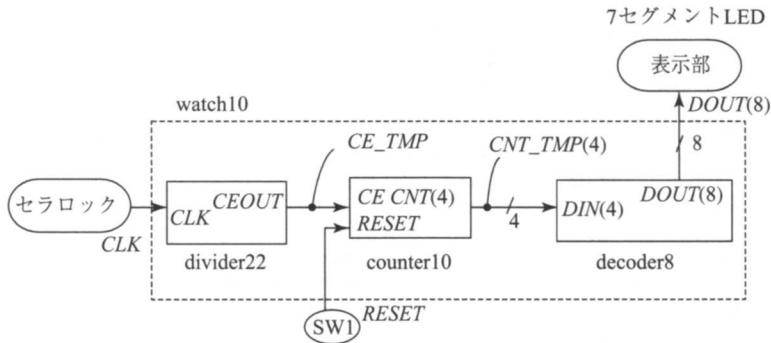 7セグメントLED
表示部
watch10
DOUT(8)
8
CE_TMP
CNT_TMP(4)
セラロック
CLK
CEOUT
CLK
divider22
CE CNT(4)
RESET
counter10
4
DIN(4)
DOUT(8)
decoder8
SW1
RESET